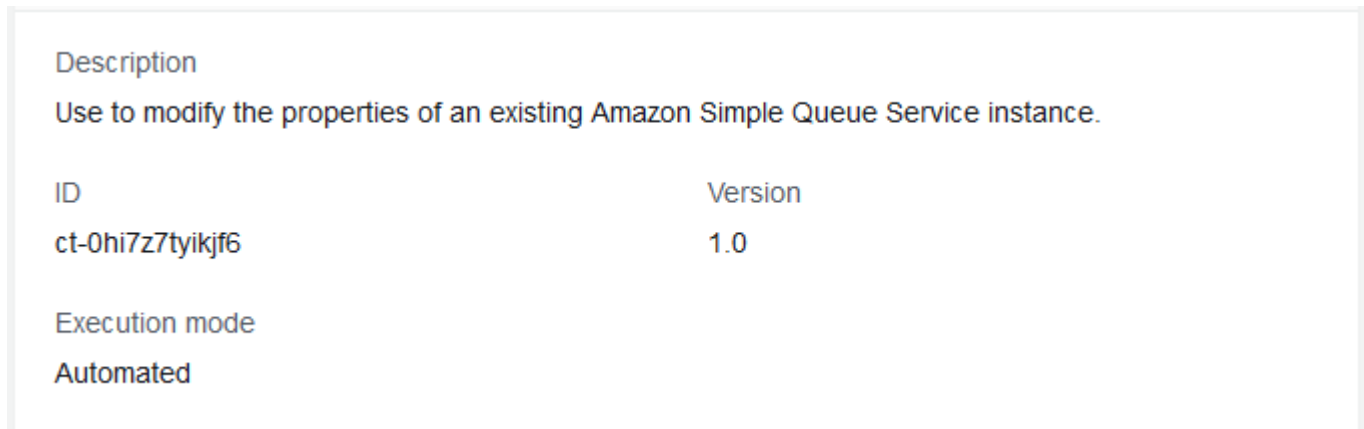 Description
Use to modify the properties of an existing Amazon Simple Queue Service instance.
ID
Version
ct-0hi7z7tyikjf6
1.0
Execution mode
Automated